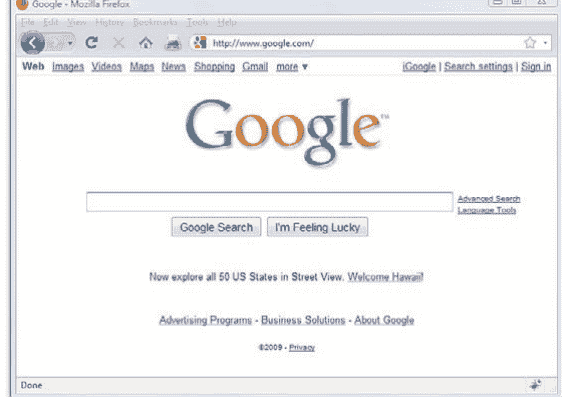 Google - Mozilla Firefox
File Edit View History Bookmarks Tools Help
http://www.google.com/
Web Images Videos Maps News Shopping Gmail more ▼ iGoogle | Search settings | Sign in
Google™
Advanced Search
Language Tools
Google Search I'm Feeling Lucky
Now explore all 50 US States in Street View. Welcome Hawaii!
Advertising Programs - Business Solutions - About Google
©2009 - Privacy
Done